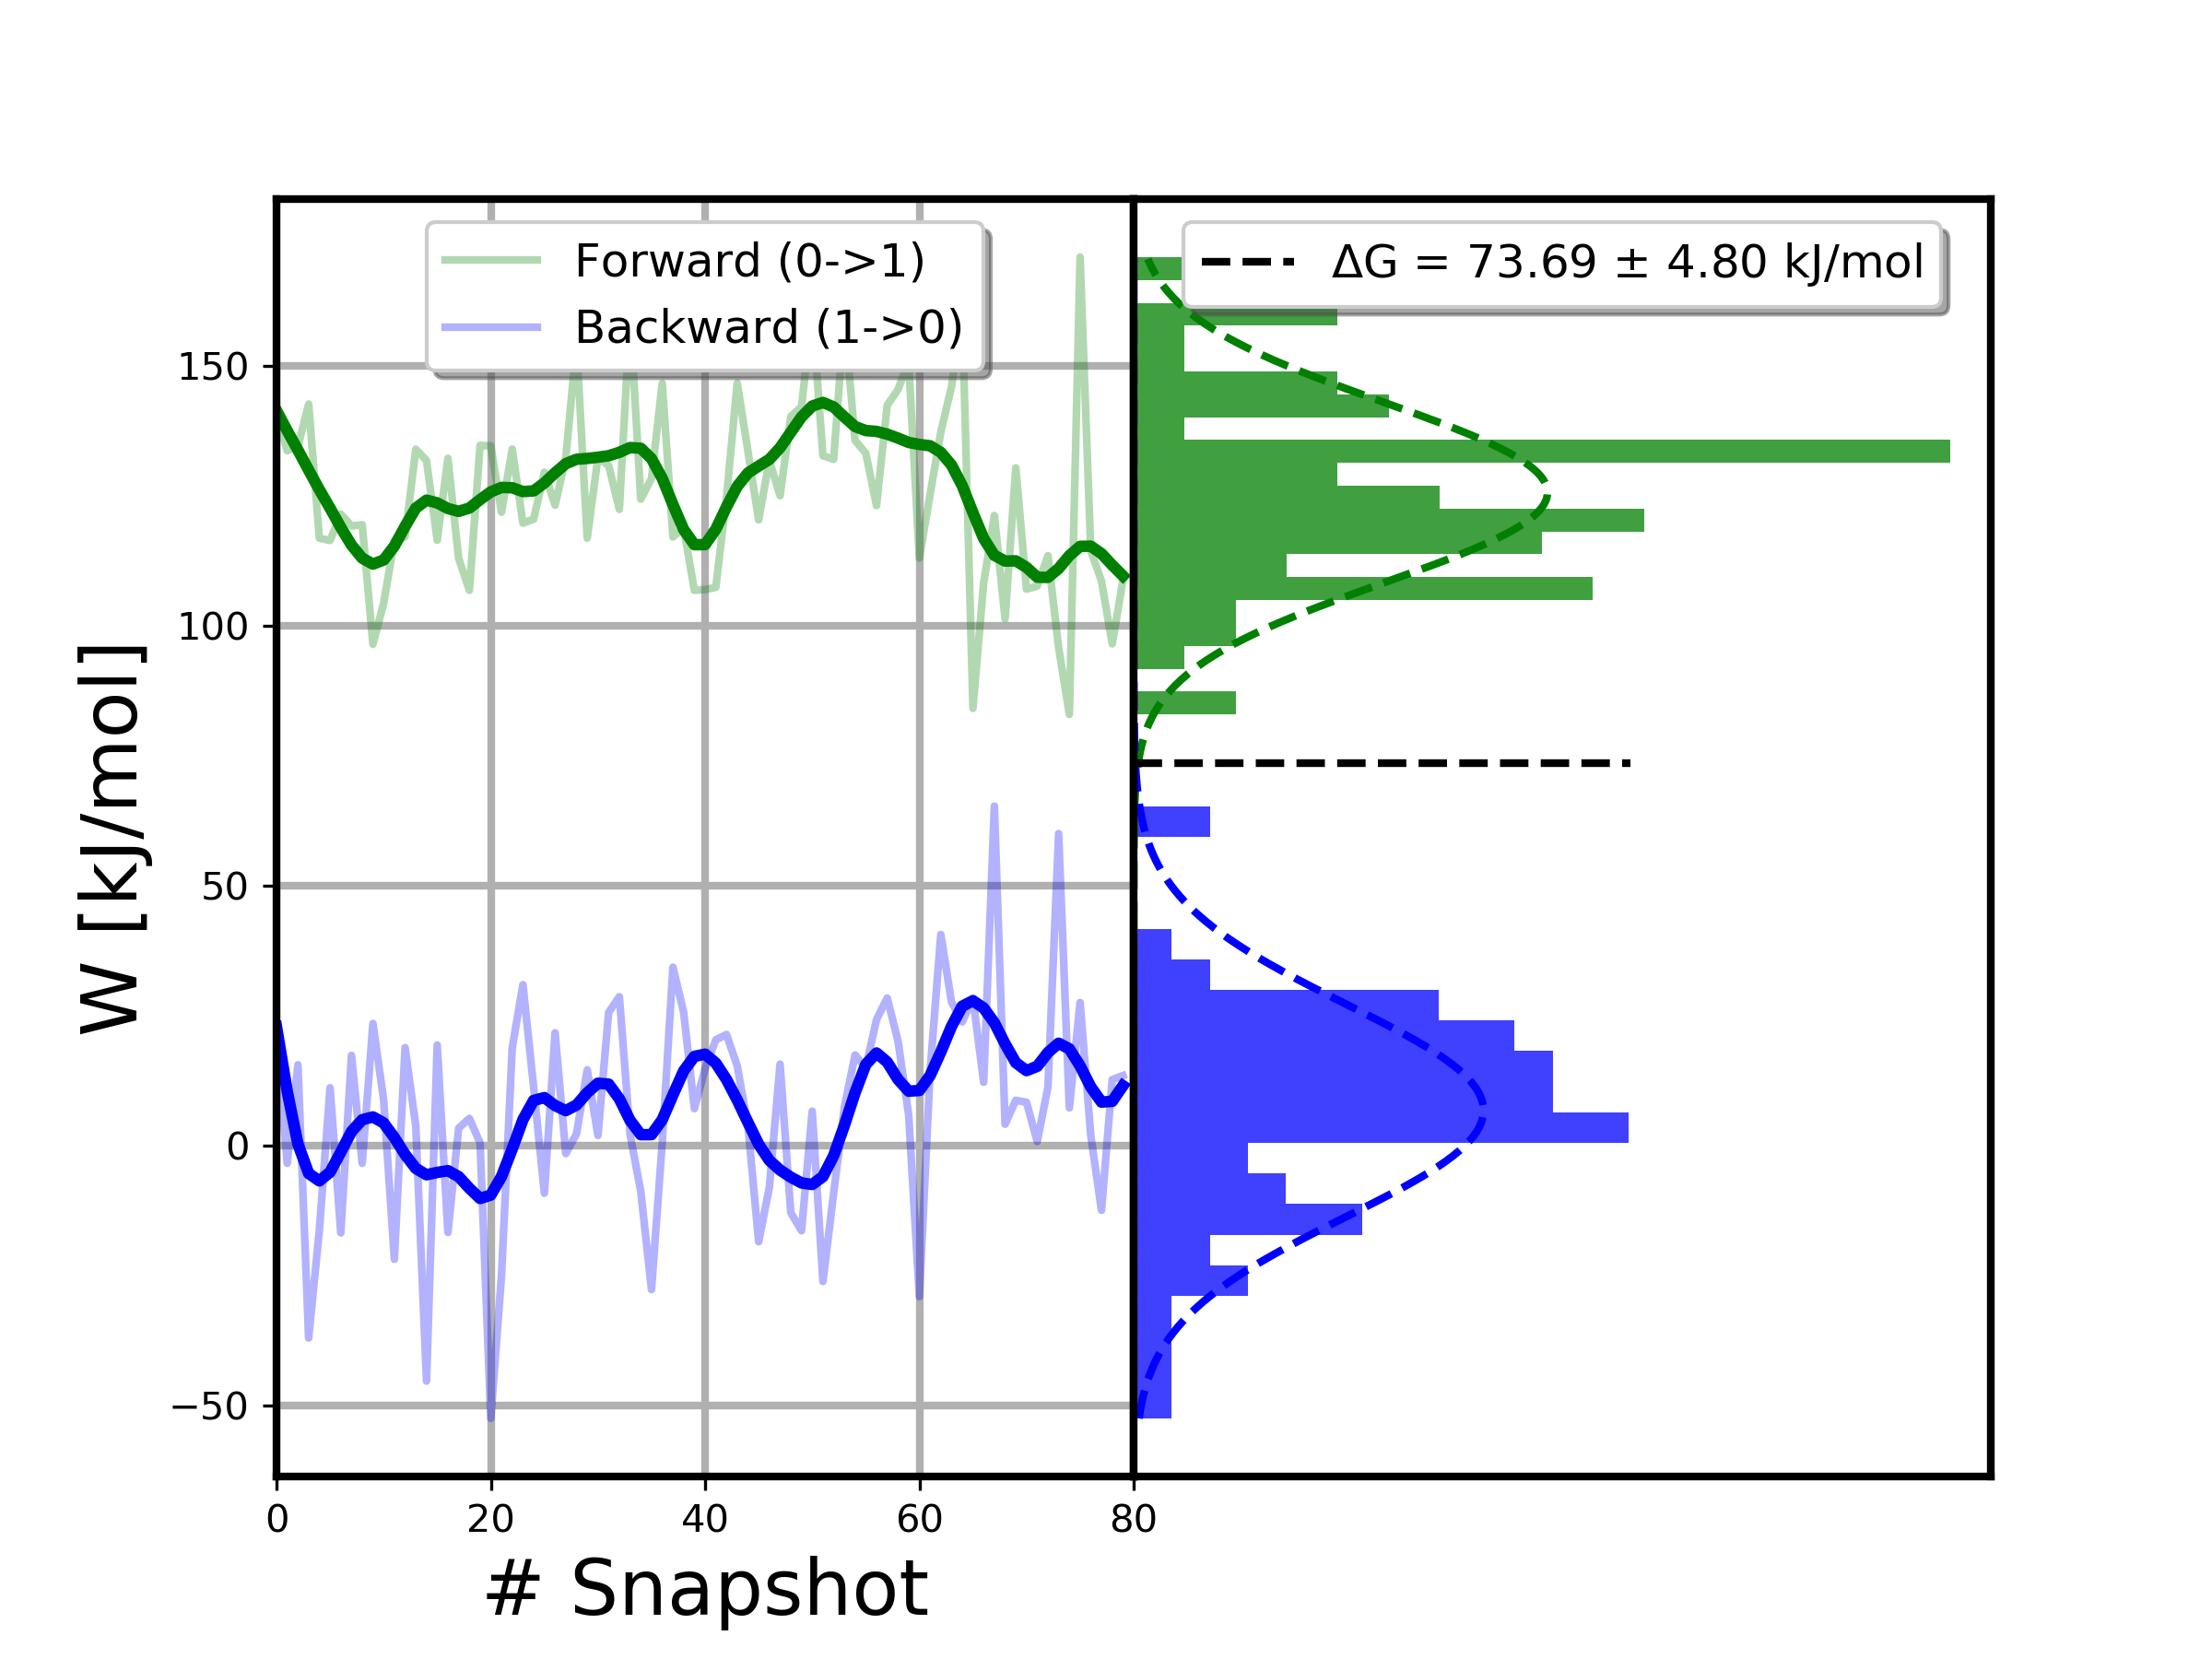 Forward (0->1)
Backward (1->0)
ΔG = 73.69 ± 4.80 kJ/mol
W [kJ/mol]
150
100
50
0
−50
0 20 40 60 80
# Snapshot